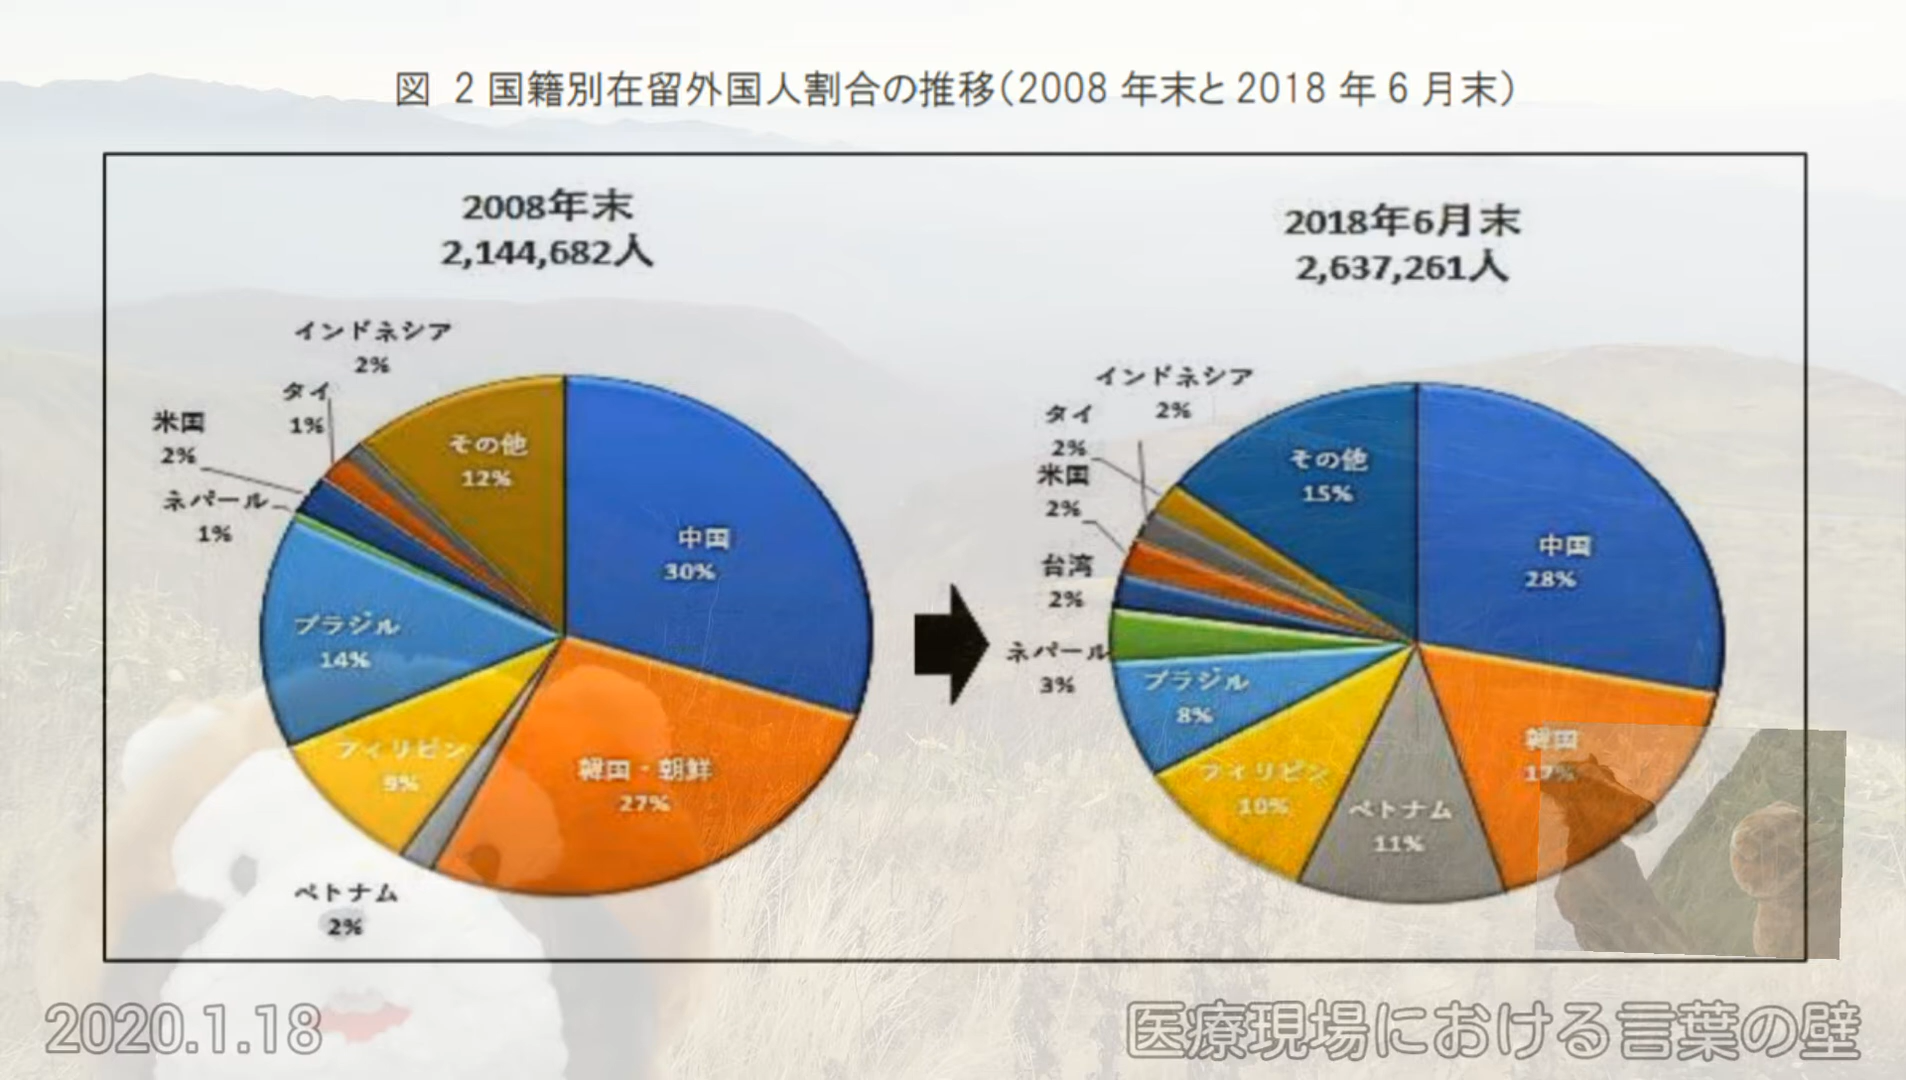 図 2 国籍別在留外国人割合の推移(2008 年末と2018 年 6 月末)
2008年末
2,144,682人
インドネシア
2%
タイ
1%
米国
2%
ネパール
1%
その他
12%
中国
30%
ブラジル
14%
フィリピン
9%
韓国・朝鮮
27%
ベトナム
2%
2018年6月末
2,637,261人
インドネシア
2%
タイ
2%
米国
2%
台湾
2%
ネパール
3%
その他
15%
中国
28%
ブラジル
8%
フィリピン
10%
ベトナム
11%
韓国
17%
2020.1.18
医療現場における言葉の壁